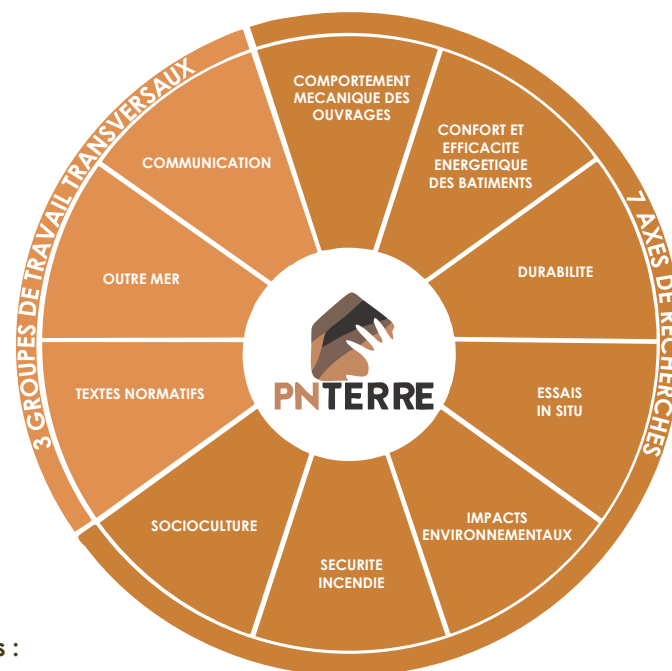 3 GROUPES DE TRAVAIL TRANSVERSAUX
7 AXES DE RECHERCHES
COMPORTEMENT
MECANIQUE DES
OUVRAGES
CONFORT ET
EFFICACITE
ENERGETIQUE
DES BATIMENTS
DURABILITE
ESSAIS
IN SITU
IMPACTS
ENVIRONNEMENTAUX
SECURITE
INCENDIE
SOCIOCULTURE
TEXTES NORMATIFS
OUTRE MER
COMMUNICATION
PNTERRE
s :